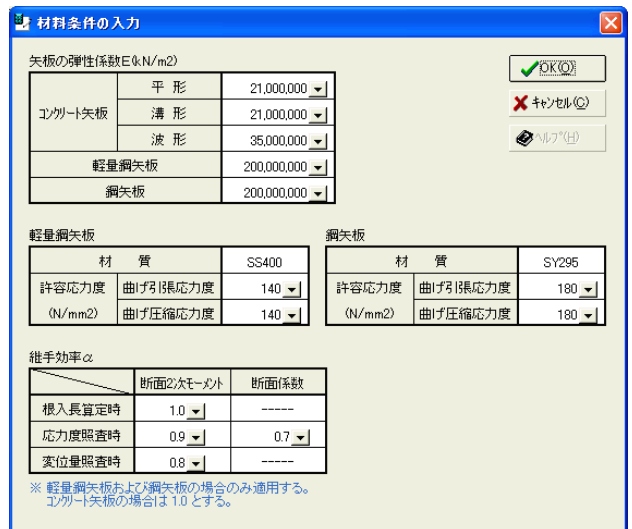 材料条件の入力
矢板の弾性係数E(kN/m2)
OK(O)
コンクリート矢板 平 形 21,000,000
溝 形 21,000,000
キャンセル(C)
波 形 35,000,000
ヘルプ(H)
軽量鋼矢板 200,000,000
鋼矢板 200,000,000
軽量鋼矢板
材 質 SS400
許容応力度 曲げ引張応力度 140
(N/mm2) 曲げ圧縮応力度 140
鋼矢板
材 質 SY295
許容応力度 曲げ引張応力度 180
(N/mm2) 曲げ圧縮応力度 180
継手効率α
断面2次モーメント 断面係数
根入長算定時 1.0 -----
応力度照査時 0.9 0.7
変位量照査時 0.8 -----
※ 軽量鋼矢板および鋼矢板の場合のみ適用する。
コンクリート矢板の場合は 1.0 とする。